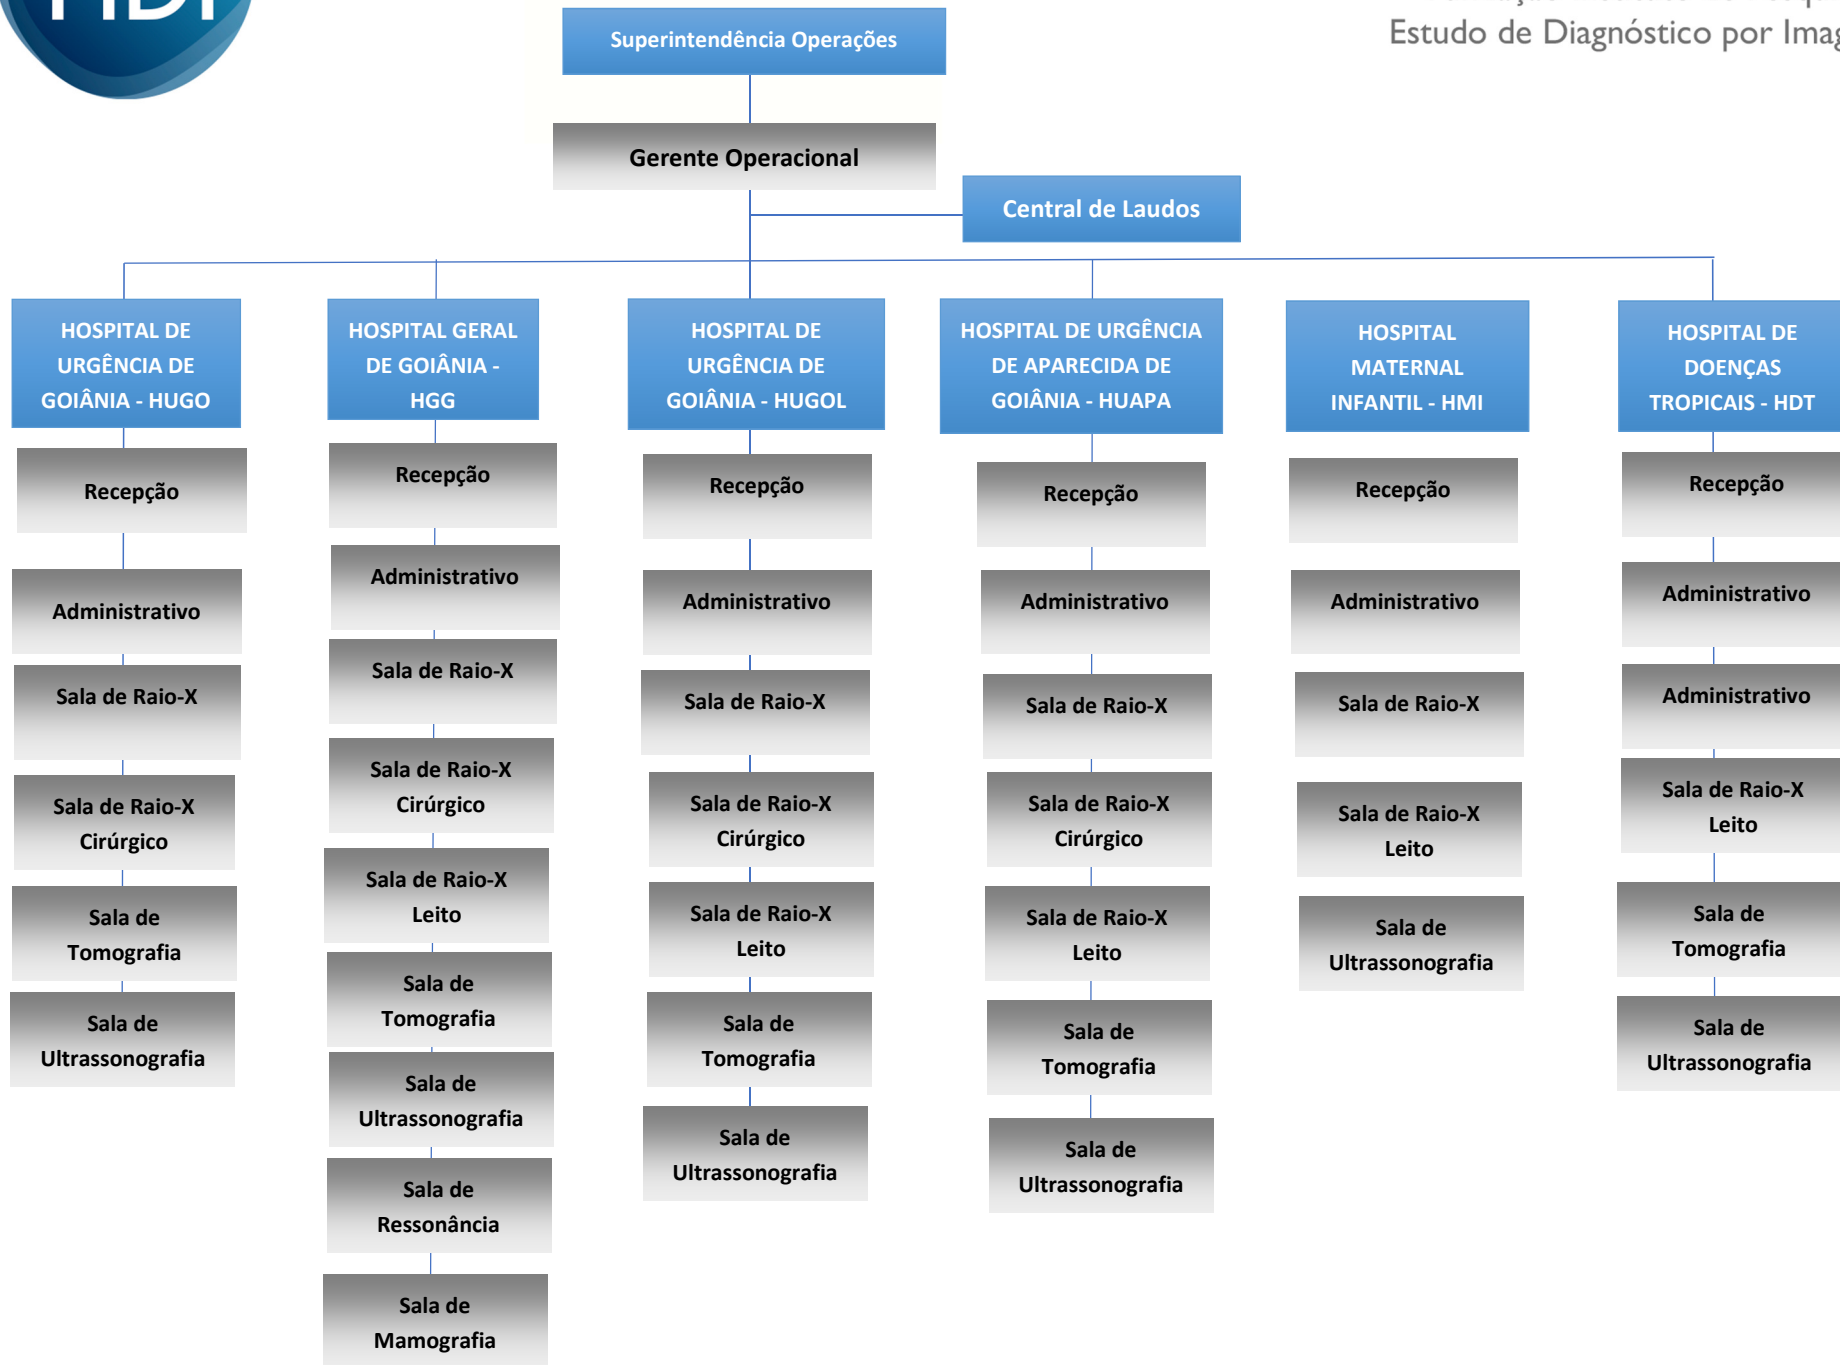 Superintendência Operações
Estudo de Diagnóstico por
Gerente Operacional
Central de Laudos
HOSPITAL DE
URGÊNCIA DE
GOIÂNIA - HUGO
Recepção
Administrativo
Sala de Raio-X
Sala de Raio-X
Cirúrgico
Sala de
Tomografia
Sala de
Ultrassonografia
HOSPITAL GERAL
DE GOIÂNIA -
HGG
Recepção
Administrativo
Sala de Raio-X
Sala de Raio-X
Cirúrgico
Sala de Raio-X
Leito
Sala de
Tomografia
Sala de
Ultrassonografia
Sala de
Ressonância
Sala de
Mamografia
HOSPITAL DE
URGÊNCIA DE
GOIÂNIA - HUGOL
Recepção
Administrativo
Sala de Raio-X
Sala de Raio-X
Cirúrgico
Sala de Raio-X
Leito
Sala de
Tomografia
Sala de
Ultrassonografia
HOSPITAL DE URGÊNCIA
DE APARECIDA DE
GOIÂNIA - HUAPA
Recepção
Administrativo
Sala de Raio-X
Sala de Raio-X
Cirúrgico
Sala de Raio-X
Leito
Sala de
Tomografia
Sala de
Ultrassonografia
HOSPITAL
MATERNAL
INFANTIL - HMI
Recepção
Administrativo
Sala de Raio-X
Sala de Raio-X
Leito
Sala de
Ultrassonografia
HOSPITAL DE
DOENÇAS
TROPICAIS - HDT
Recepção
Administrativo
Administrativo
Sala de Raio-X
Leito
Sala de
Tomografia
Sala de
Ultrassonografia